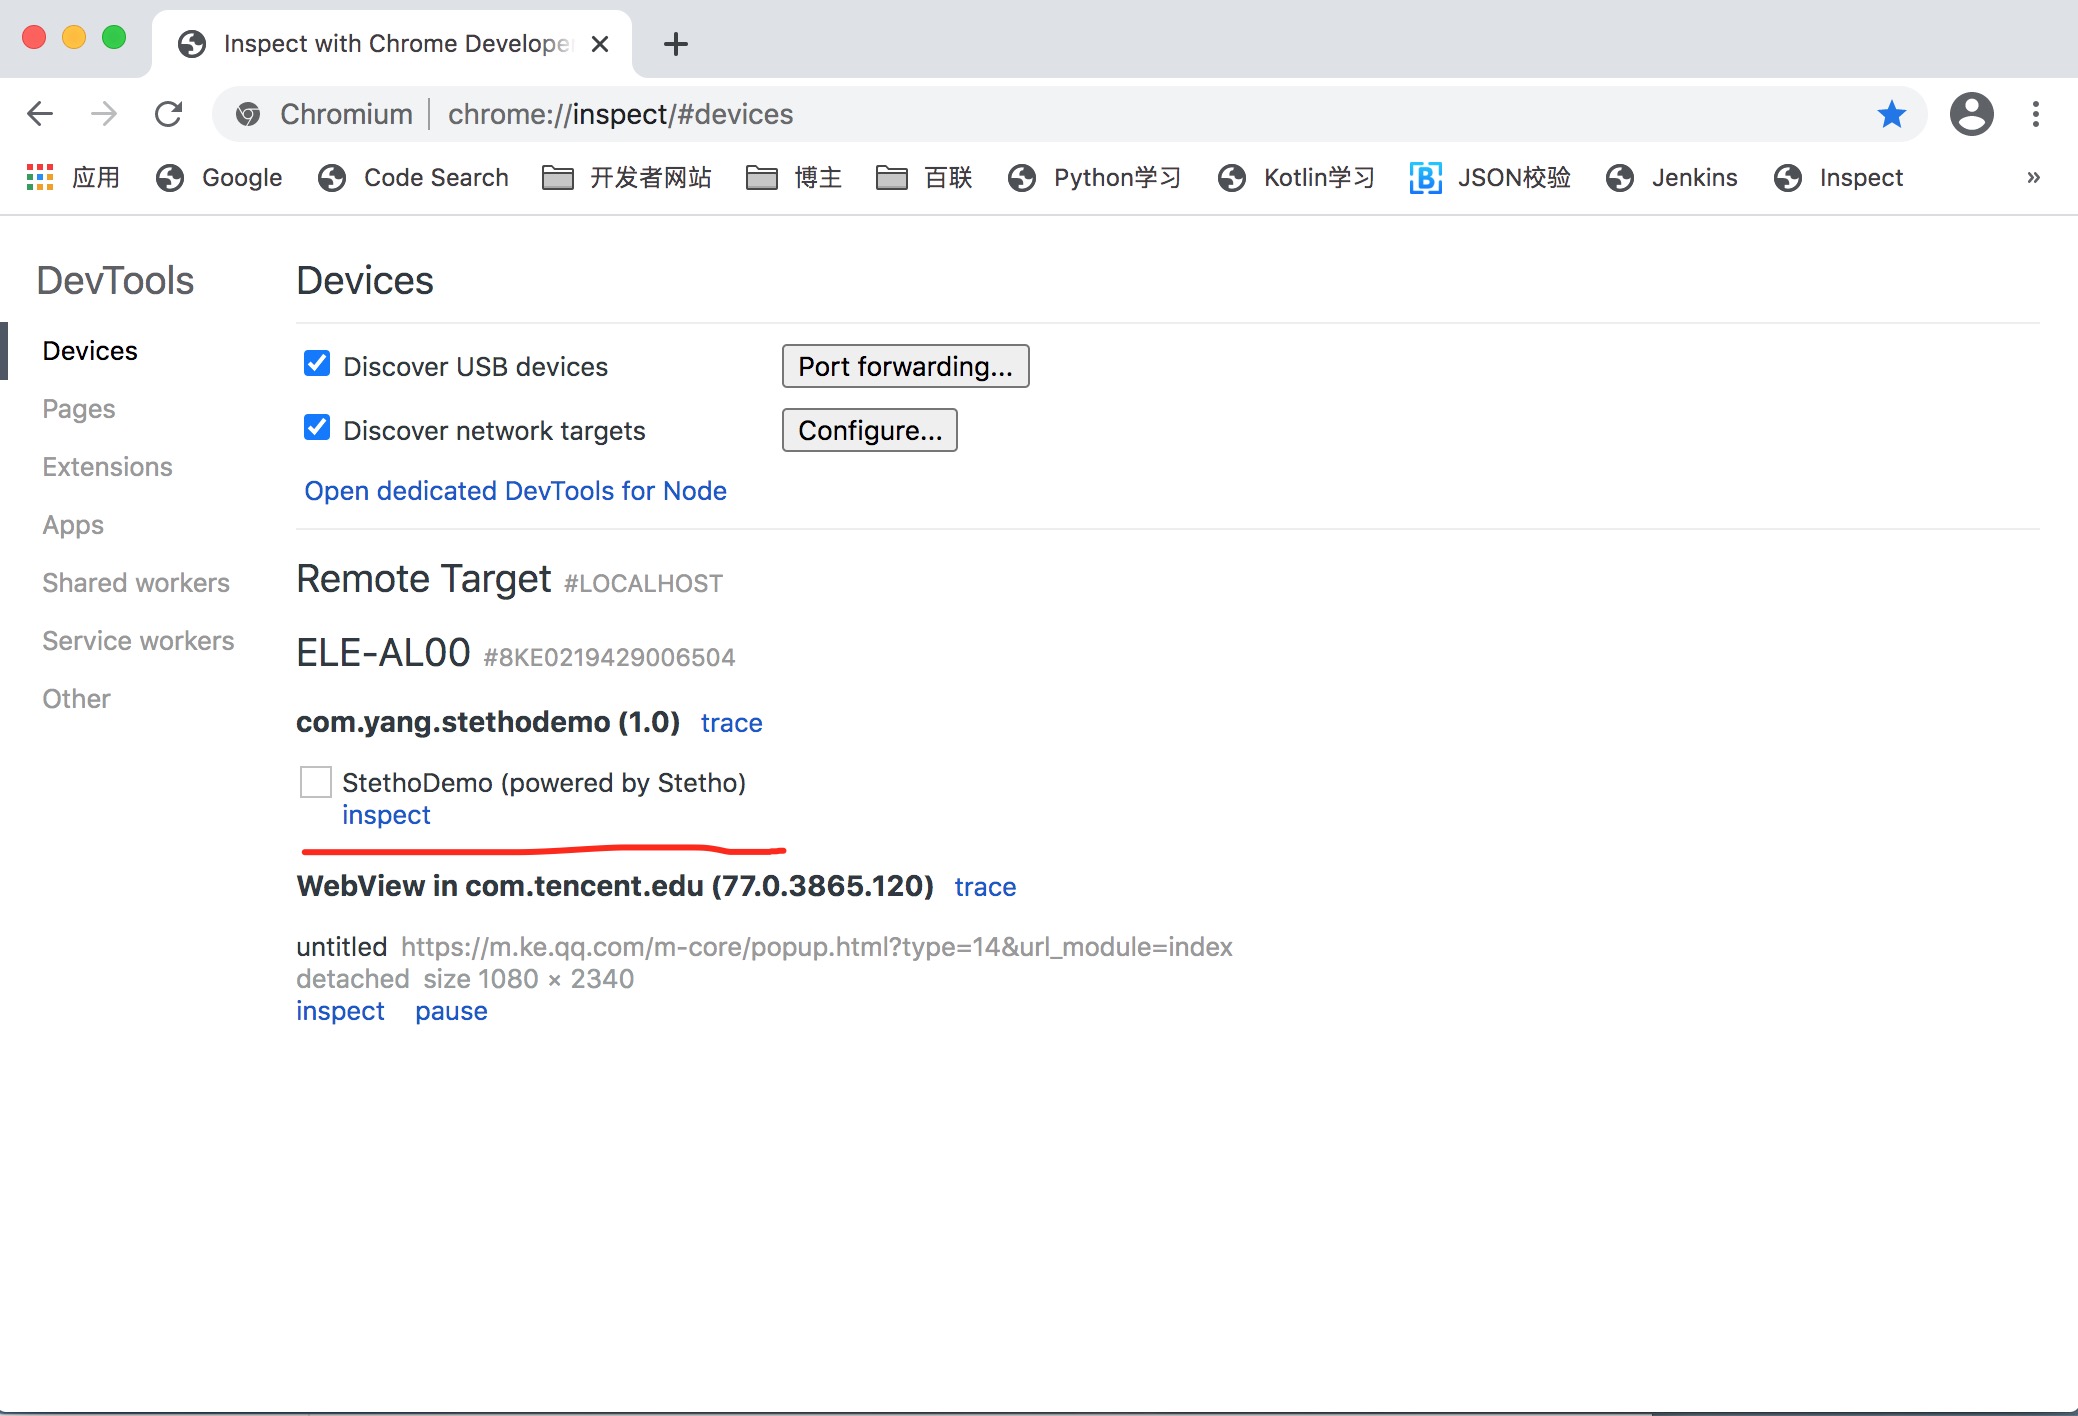 Inspect with Chrome Develope
Chromium chrome://inspect/#devices
应用 Google Code Search 开发者网站 博主 百联 Python学习 Kotlin学习 JSON校验 Jenkins Inspect »
DevTools
Devices
Pages
Extensions
Apps
Shared workers
Service workers
Other
Devices
Discover USB devices Port forwarding...
Discover network targets Configure...
Open dedicated DevTools for Node
Remote Target #LOCALHOST
ELE-AL00 #8KE0219429006504
com.yang.stethodemo (1.0) trace
StethoDemo (powered by Stetho)
inspect
WebView in com.tencent.edu (77.0.3865.120) trace
untitled https://m.ke.qq.com/m-core/popup.html?type=14&url_module=index
detached size 1080 × 2340
inspect pause